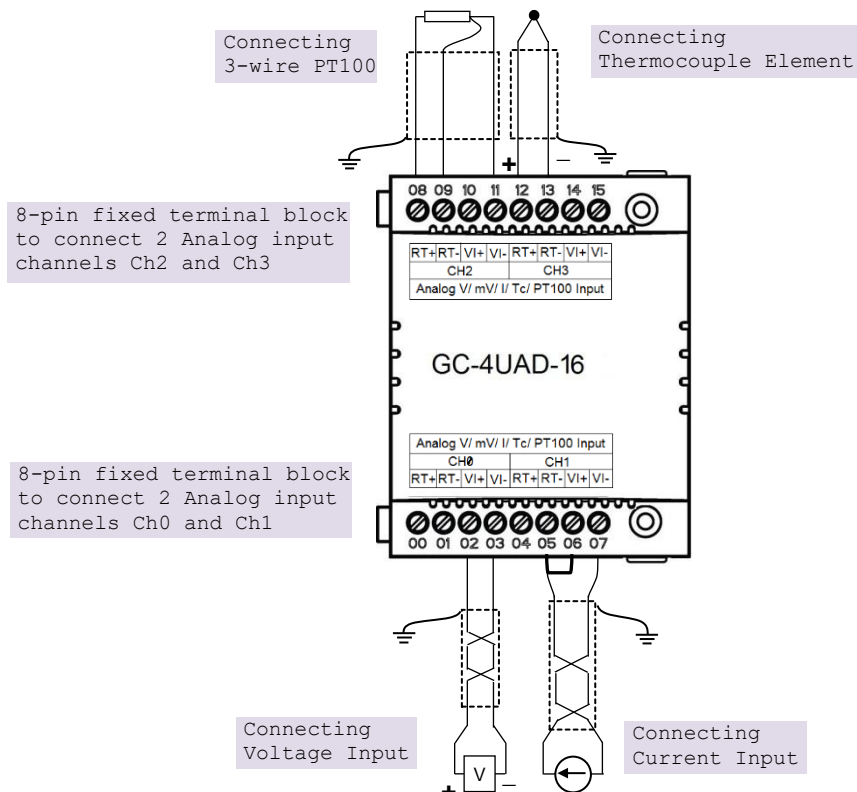 Connecting
3-wire PT100
Connecting
Thermocouple Element
+ −
08 09 10 11 12 13 14 15
8-pin fixed terminal block
to connect 2 Analog input
channels Ch2 and Ch3
RT+ RT- VI+ VI- RT+ RT- VI+ VI-
CH2 CH3
Analog V/ mV/ I/ Tc/ PT100 Input
GC-4UAD-16
Analog V/ mV/ I/ Tc/ PT100 Input
CH0 CH1
RT+ RT- VI+ VI- RT+ RT- VI+ VI-
8-pin fixed terminal block
to connect 2 Analog input
channels Ch0 and Ch1
00 01 02 03 04 05 06 07
Connecting
Voltage Input
+ V −
Connecting
Current Input